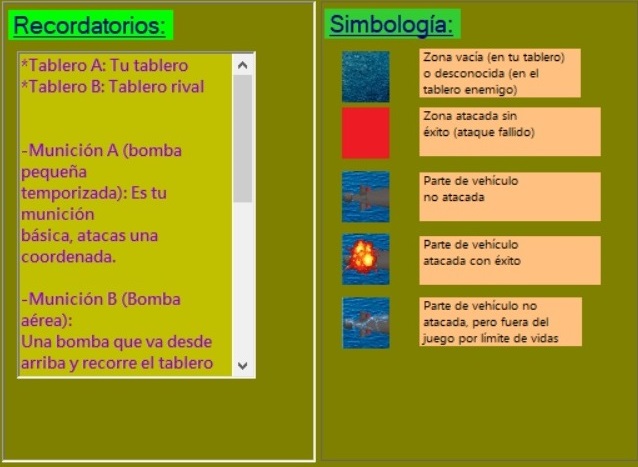 Recordatorios:
*Tablero A: Tu tablero
*Tablero B: Tablero rival
-Munición A (bomba
pequeña
temporizada): Es tu
munición
básica, atacas una
coordenada.
-Munición B (Bomba
aérea):
Una bomba que va desde
arriba y recorre el tablero
Simbología:
Zona vacía (en tu tablero)
o desconocida (en el
tablero enemigo)
Zona atacada sin
éxito (ataque fallido)
Parte de vehículo
no atacada
Parte de vehículo
atacada con éxito
Parte de vehículo no
atacada, pero fuera del
juego por límite de vidas